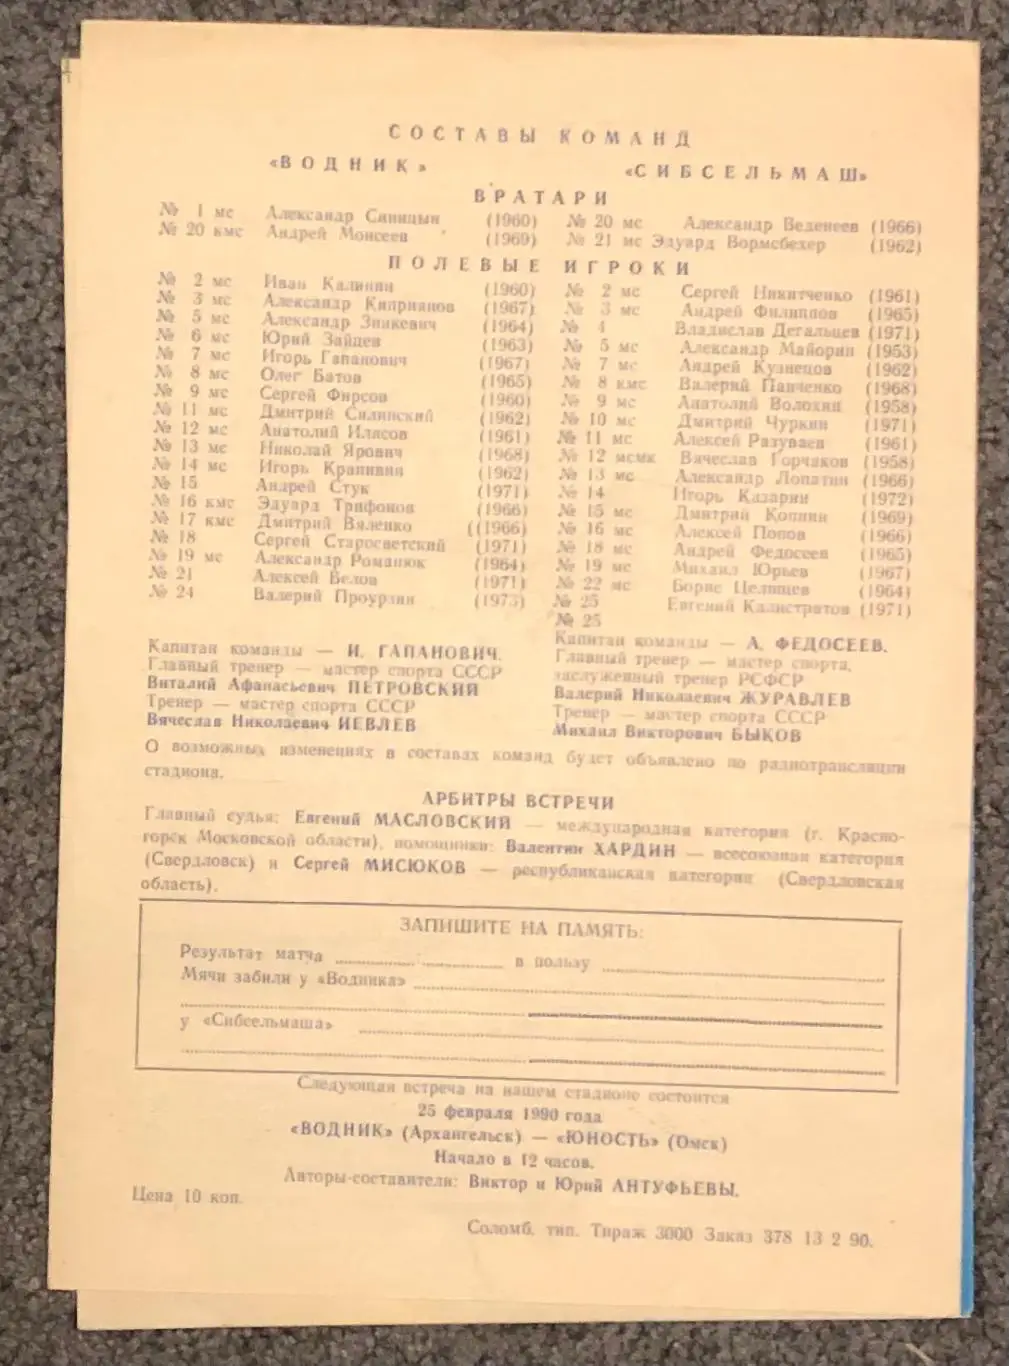 СОСТАВЫ КОМАНД
«ВОДНИК» «СИБСЕЛЬМАШ»
ВРАТАРИ
№ 1 мс Александр Синицын (1960) № 20 мс Александр Веденеев (1966)
№ 20 кмс Андрей Моисеев (1969) № 21 мс Эдуард Вормсбехер (1962)
ПОЛЕВЫЕ ИГРОКИ
№ 2 мс Иван Калинин (1960) № 2 мс Сергей Никитченко (1961)
№ 3 мс Александр Киприянов (1967) № 3 мс Андрей Филиппов (1965)
№ 5 мс Александр Зинкевич (1964) № 4 Владислав Дегальцев (1971)
№ 6 мс Юрий Зайцев (1963) № 5 мс Александр Майорин (1953)
№ 7 мс Игорь Гапанович (1967) № 7 мс Андрей Кузнецов (1962)
№ 8 мс Олег Батов (1965) № 8 кмс Валерий Панченко (1968)
№ 9 мс Сергей Фирсов (1960) № 9 мс Анатолий Волохин (1958)
№ 11 мс Дмитрий Силинский (1962) № 10 мс Дмитрий Чуркин (1971)
№ 12 мс Анатолий Илясов (1961) № 11 мс Алексей Разуваев (1961)
№ 13 мс Николай Ярович (1968) № 12 мсмк Вячеслав Горчаков (1958)
№ 14 мс Игорь Крапивин (1962) № 13 мс Александр Лопатин (1966)
№ 15 Андрей Стук (1971) № 14 Игорь Казарин (1972)
№ 16 кмс Эдуард Трифонов (1966) № 15 мс Дмитрий Копнин (1969)
№ 17 кмс Дмитрий Вяленко ((1966) № 16 мс Алексей Попов (1966)
№ 18 Сергей Старосветский (1971) № 18 мс Андрей Федосеев (1965)
№ 19 мс Александр Романюк (1964) № 19 мс Михаил Юрьев (1967)
№ 21 Алексей Белов (1971) № 22 мс Борис Целищев (1964)
№ 24 Валерий Проурзин (1973) № 25 Евгений Калистратов (1971)
№ 25
Капитан команды — И. ГАПАНОВИЧ.
Главный тренер — мастер спорта СССР
Виталий Афанасьевич ПЕТРОВСКИЙ
Тренер — мастер спорта СССР
Вячеслав Николаевич ИЕВЛЕВ
Капитан команды — А. ФЕДОСЕЕВ.
Главный тренер — мастер спорта,
заслуженный тренер РСФСР
Валерий Николаевич ЖУРАВЛЕВ
Тренер — мастер спорта СССР
Михаил Викторович БЫКОВ
О возможных изменениях в составах команд будет объявлено по радиотрансляции
стадиона.
АРБИТРЫ ВСТРЕЧИ
Главный судья: Евгений МАСЛОВСКИЙ — международная категория (г. Красно-
горск Московской области), помощники: Валентин ХАРДИН — всесоюзная категория
(Свердловск) и Сергей МИСЮКОВ — республиканская категория (Свердловская
область).
ЗАПИШИТЕ НА ПАМЯТЬ:
Результат матча в пользу
Мячи забили у «Водника»
у «Сибсельмаша»
Следующая встреча на нашем стадионе состоится
25 февраля 1990 года
«ВОДНИК» (Архангельск) — «ЮНОСТЬ» (Омск)
Начало в 12 часов.
Авторы-составители: Виктор и Юрий АНТУФЬЕВЫ.
Цена 10 коп.
Соломб. тип. Тираж 3000 Заказ 378 13 2 90.